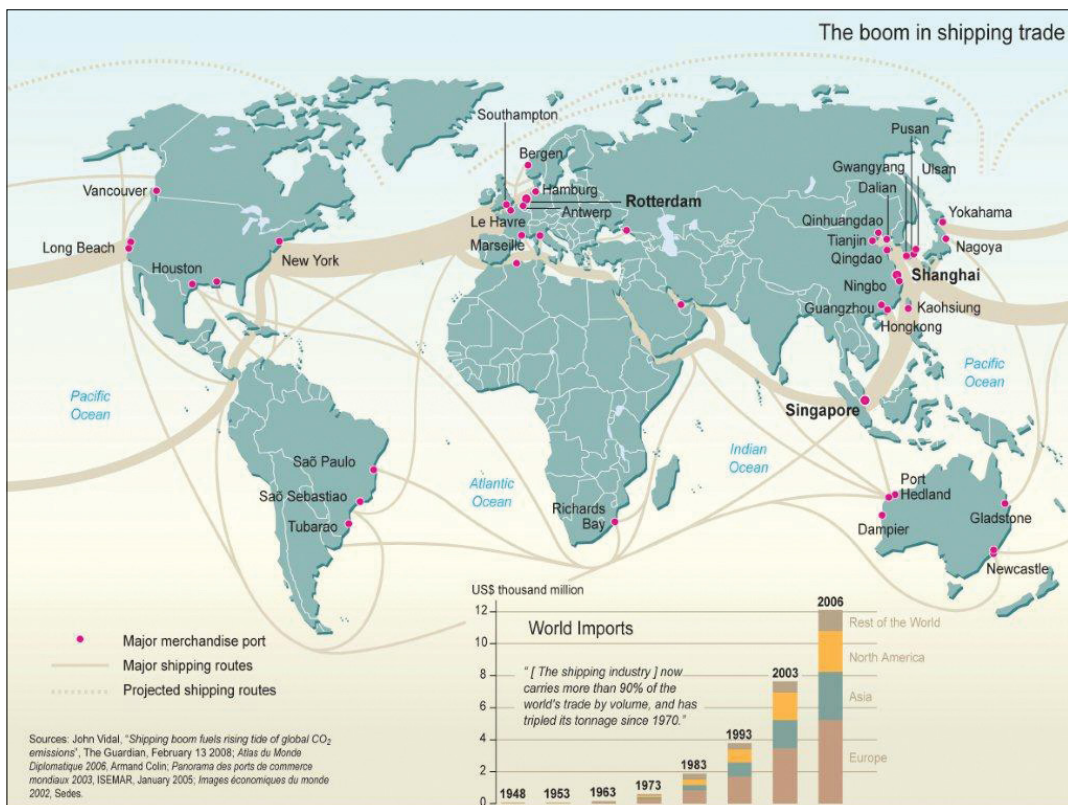 The boom in shipping trade
Southampton
Bergen
Pusan
Gwangyang
Ulsan
Dalian
Vancouver
Hamburg
Rotterdam
Antwerp
Le Havre
Marseille
Qinhuangdao
Tianjin
Qingdao
Yokahama
Nagoya
Long Beach
Houston
New York
Shanghai
Ningbo
Guangzhou
Kaohsiung
Hongkong
Pacific
Ocean
Pacific
Ocean
Singapore
Indian
Ocean
Atlantic
Ocean
Saõ Paulo
Saõ Sebastiao
Tubarao
Richards
Bay
Port
Hedland
Dampier
Gladstone
Newcastle
Major merchandise port
Major shipping routes
Projected shipping routes
Sources: John Vidal, "Shipping boom fuels rising tide of global CO2
emissions", The Guardian, February 13 2008; Atlas du Monde
Diplomatique 2006, Armand Colin; Panorama des ports de commerce
mondiaux 2003, ISEMAR, January 2005; Images économiques du monde
2002, Sedes.
US$ thousand million
World Imports
" [ The shipping industry ] now
carries more than 90% of the
world's trade by volume, and has
tripled its tonnage since 1970."
12
10
8
6
4
2
0
1948
1953
1963
1973
1983
1993
2003
2006
Rest of the World
North America
Asia
Europe